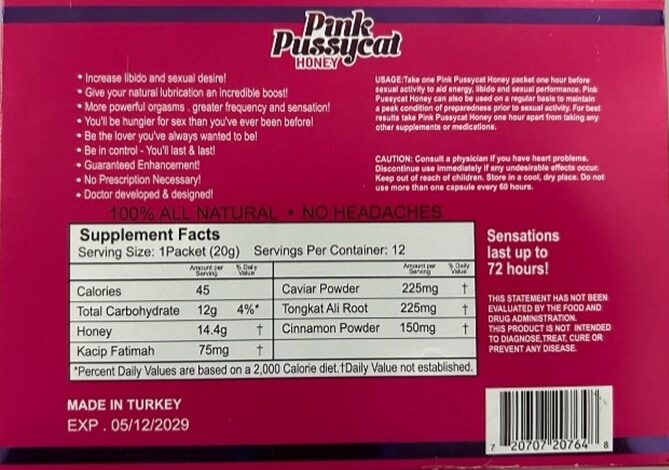 Pink
Pussycat
HONEY
• Increase libido and sexual desire!
• Give your natural lubrication an incredible boost!
• More powerful orgasms . greater frequency and sensation!
• You'll be hungier for sex than you've ever been before!
• Be the lover you've always wanted to be!
• Be in control - You'll last & last!
• Guaranteed Enhancement!
• No Prescription Necessary!
• Doctor developed & designed!
USAGE:Take one Pink Pussycat Honey packet one hour before
sexual activity to aid energy, libido and sexual performance. Pink
Pussycat Honey can also be used on a regular basis to maintain
a peak condition of preparedness prior to sexual activity. For best
results take Pink Pussycat Honey one hour apart from taking any
other supplements or medications.
CAUTION: Consult a physician if you have heart problems.
Discontinue use immediately if any undesirable effects occur.
Keep out of reach of children. Store in a cool, dry place. Do not
use more than one capsule every 60 hours.
100% ALL NATURAL • NO HEADACHES
Supplement Facts
Serving Size: 1Packet (20g) Servings Per Container: 12
Amount per Serving % Daily Value
Calories 45
Total Carbohydrate 12g 4%*
Honey 14.4g †
Kacip Fatimah 75mg †
Amount per Serving % Daily Value
Caviar Powder 225mg †
Tongkat Ali Root 225mg †
Cinnamon Powder 150mg †
*Percent Daily Values are based on a 2,000 Calorie diet.†Daily Value not established.
Sensations
last up to
72 hours!
THIS STATEMENT HAS NOT BEEN
EVALUATED BY THE FOOD AND
DRUG ADMINISTRATION.
THIS PRODUCT IS NOT INTENDED
TO DIAGNOSE,TREAT, CURE OR
PREVENT ANY DISEASE.
MADE IN TURKEY
EXP . 05/12/2029
7 20707 20764 8